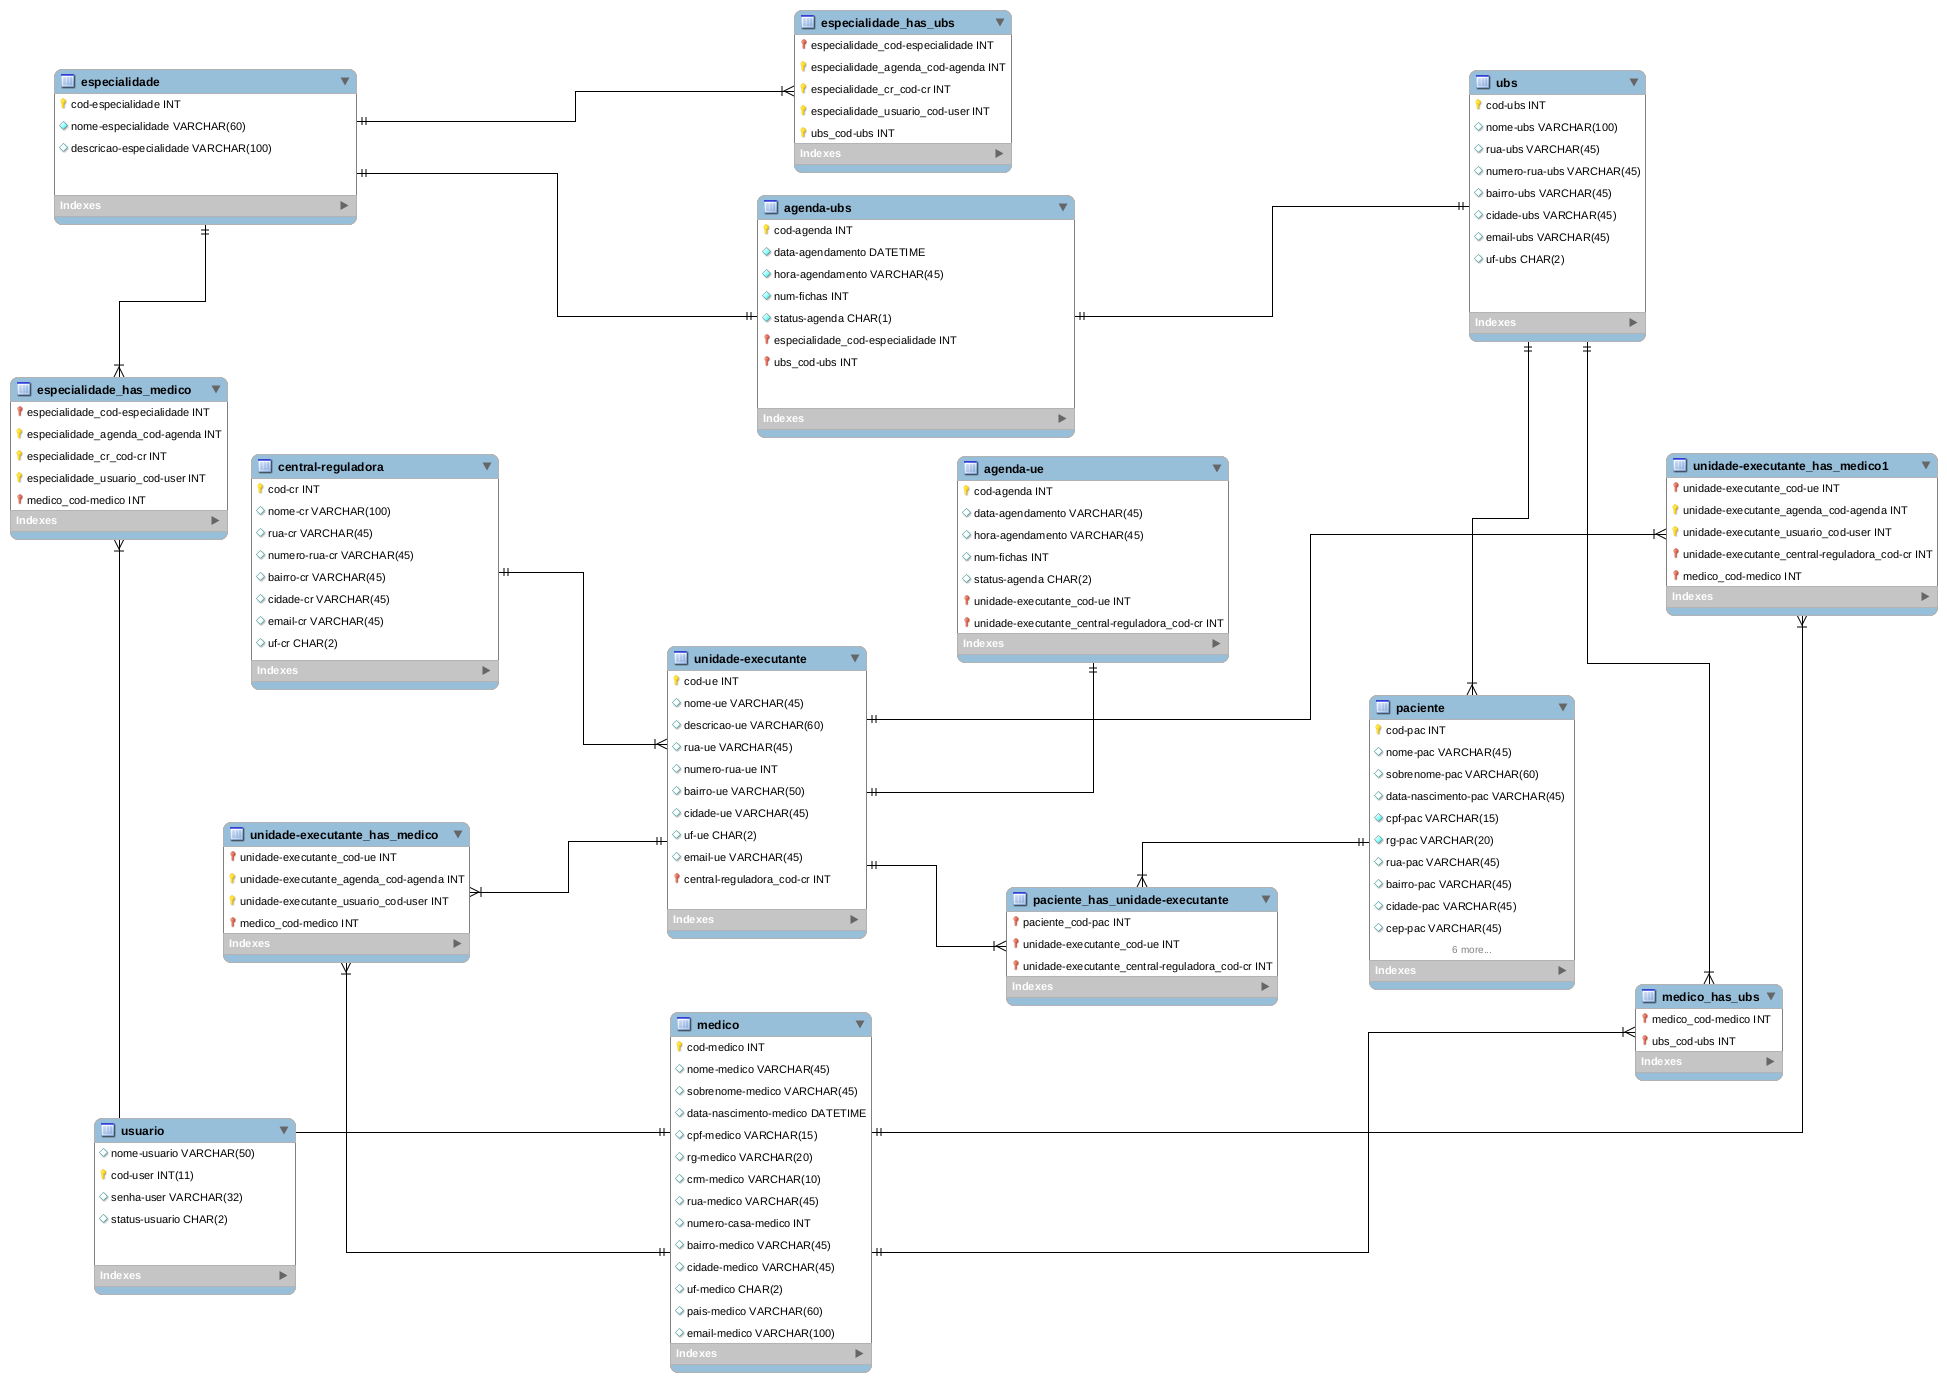 especialidade_has_ubs
especialidade_cod-especialidade INT
especialidade_agenda_cod-agenda INT
especialidade_cr_cod-cr INT
especialidade_usuario_cod-user INT
ubs_cod-ubs INT
Indexes
especialidade
cod-especialidade INT
nome-especialidade VARCHAR(60)
descricao-especialidade VARCHAR(100)
Indexes
ubs
cod-ubs INT
nome-ubs VARCHAR(100)
rua-ubs VARCHAR(45)
numero-rua-ubs VARCHAR(45)
bairro-ubs VARCHAR(45)
cidade-ubs VARCHAR(45)
email-ubs VARCHAR(45)
uf-ubs CHAR(2)
Indexes
agenda-ubs
cod-agenda INT
data-agendamento DATETIME
hora-agendamento VARCHAR(45)
num-fichas INT
status-agenda CHAR(1)
especialidade_cod-especialidade INT
ubs_cod-ubs INT
Indexes
especialidade_has_medico
especialidade_cod-especialidade INT
especialidade_agenda_cod-agenda INT
especialidade_cr_cod-cr INT
especialidade_usuario_cod-user INT
medico_cod-medico INT
Indexes
central-reguladora
cod-cr INT
nome-cr VARCHAR(100)
rua-cr VARCHAR(45)
numero-rua-cr VARCHAR(45)
bairro-cr VARCHAR(45)
cidade-cr VARCHAR(45)
email-cr VARCHAR(45)
uf-cr CHAR(2)
Indexes
agenda-ue
cod-agenda INT
data-agendamento VARCHAR(45)
hora-agendamento VARCHAR(45)
num-fichas INT
status-agenda CHAR(2)
unidade-executante_cod-ue INT
unidade-executante_central-reguladora_cod-cr INT
Indexes
unidade-executante_has_medico1
unidade-executante_cod-ue INT
unidade-executante_agenda_cod-agenda INT
unidade-executante_usuario_cod-user INT
unidade-executante_central-reguladora_cod-cr INT
medico_cod-medico INT
Indexes
unidade-executante
cod-ue INT
nome-ue VARCHAR(45)
descricao-ue VARCHAR(60)
rua-ue VARCHAR(45)
numero-rua-ue INT
bairro-ue VARCHAR(50)
cidade-ue VARCHAR(45)
uf-ue CHAR(2)
email-ue VARCHAR(45)
central-reguladora_cod-cr INT
Indexes
paciente
cod-pac INT
nome-pac VARCHAR(45)
sobrenome-pac VARCHAR(60)
data-nascimento-pac VARCHAR(45)
cpf-pac VARCHAR(15)
rg-pac VARCHAR(20)
rua-pac VARCHAR(45)
bairro-pac VARCHAR(45)
cidade-pac VARCHAR(45)
cep-pac VARCHAR(45)
6 more...
Indexes
unidade-executante_has_medico
unidade-executante_cod-ue INT
unidade-executante_agenda_cod-agenda INT
unidade-executante_usuario_cod-user INT
medico_cod-medico INT
Indexes
paciente_has_unidade-executante
paciente_cod-pac INT
unidade-executante_cod-ue INT
unidade-executante_central-reguladora_cod-cr INT
Indexes
medico_has_ubs
medico_cod-medico INT
ubs_cod-ubs INT
Indexes
medico
cod-medico INT
nome-medico VARCHAR(45)
sobrenome-medico VARCHAR(45)
data-nascimento-medico DATETIME
cpf-medico VARCHAR(15)
rg-medico VARCHAR(20)
crm-medico VARCHAR(10)
rua-medico VARCHAR(45)
numero-casa-medico INT
bairro-medico VARCHAR(45)
cidade-medico VARCHAR(45)
uf-medico CHAR(2)
pais-medico VARCHAR(60)
email-medico VARCHAR(100)
Indexes
usuario
nome-usuario VARCHAR(50)
cod-user INT(11)
senha-user VARCHAR(32)
status-usuario CHAR(2)
Indexes